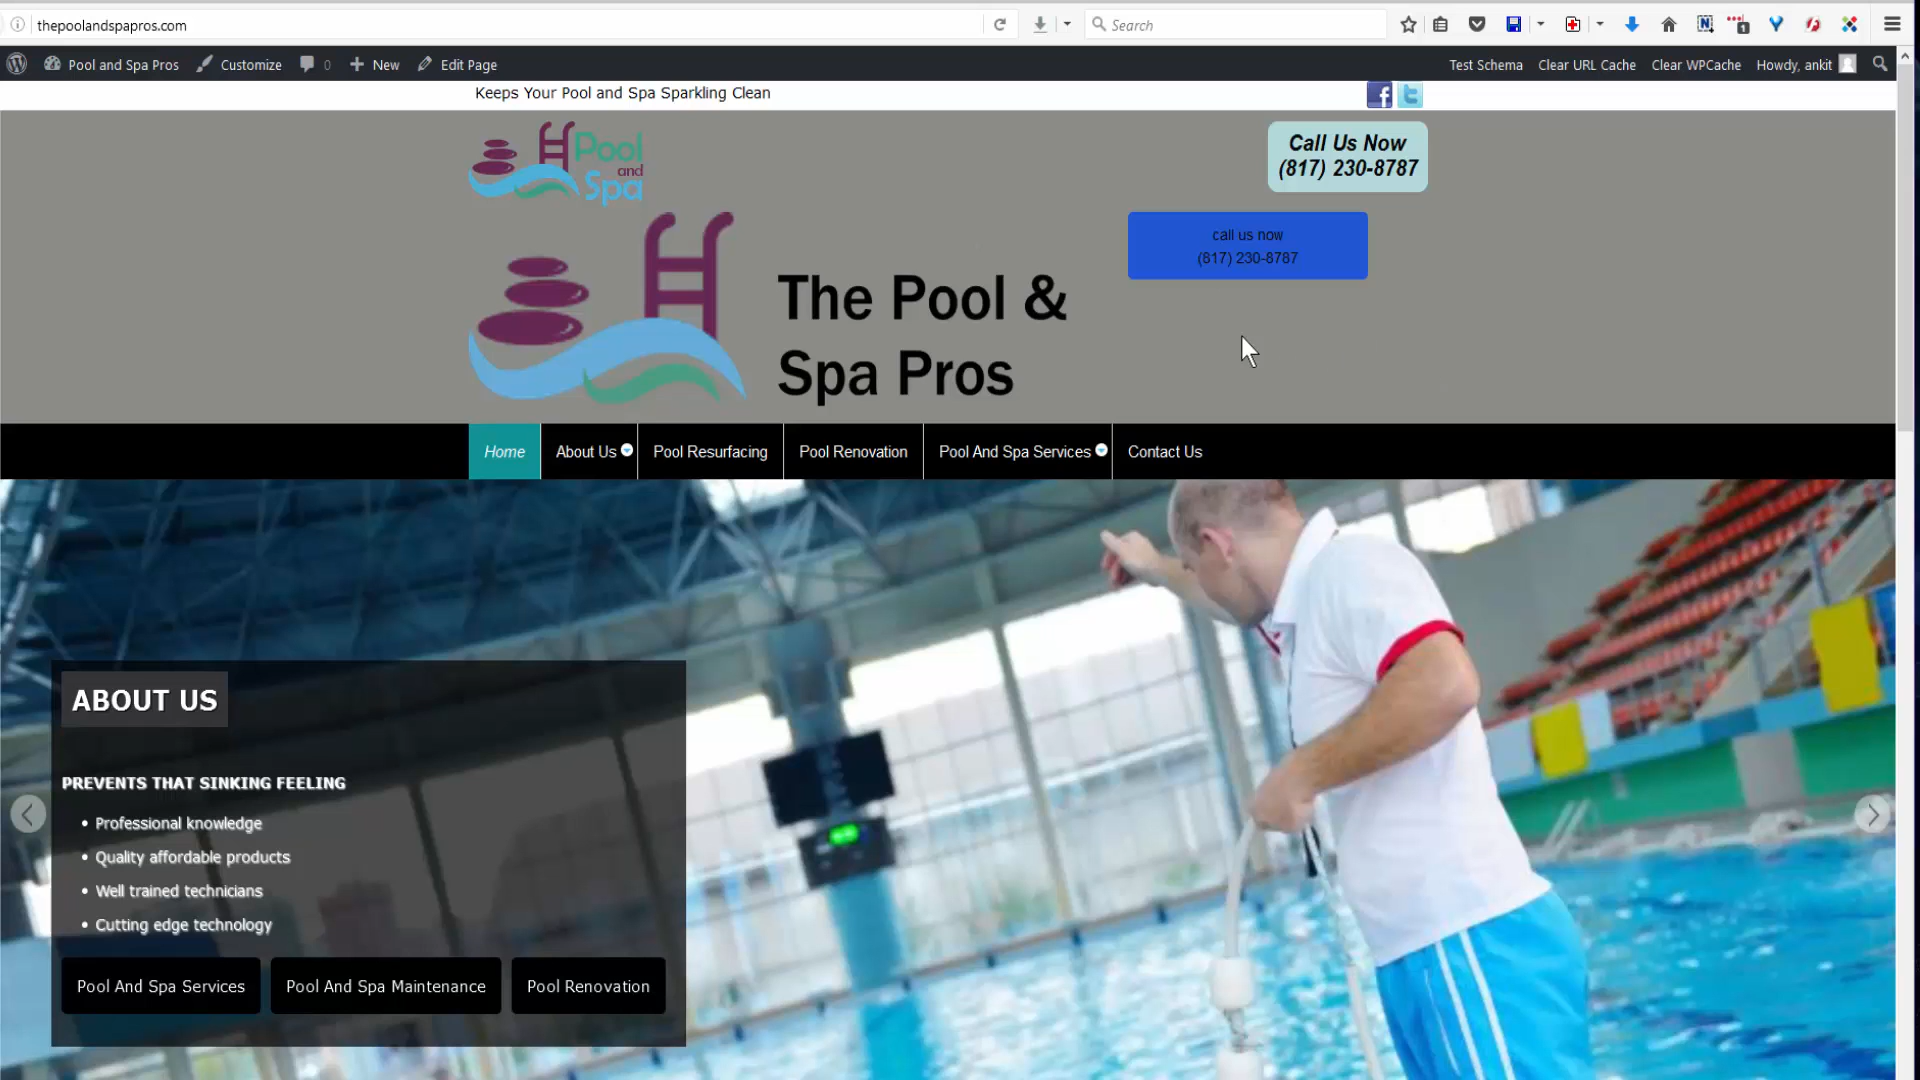 thepoolandspapros.com
Search
1
Pool and Spa Pros
Customize
0
New
Edit Page
Test Schema
Clear URL Cache
Clear WPCache
Howdy, ankit
Keeps Your Pool and Spa Sparkling Clean
Pool
and
Spa
Call Us Now
(817) 230-8787
call us now
(817) 230-8787
The Pool &
Spa Pros
Home
About Us
Pool Resurfacing
Pool Renovation
Pool And Spa Services
Contact Us
ABOUT US
PREVENTS THAT SINKING FEELING
• Professional knowledge
• Quality affordable products
• Well trained technicians
• Cutting edge technology
Pool And Spa Services
Pool And Spa Maintenance
Pool Renovation